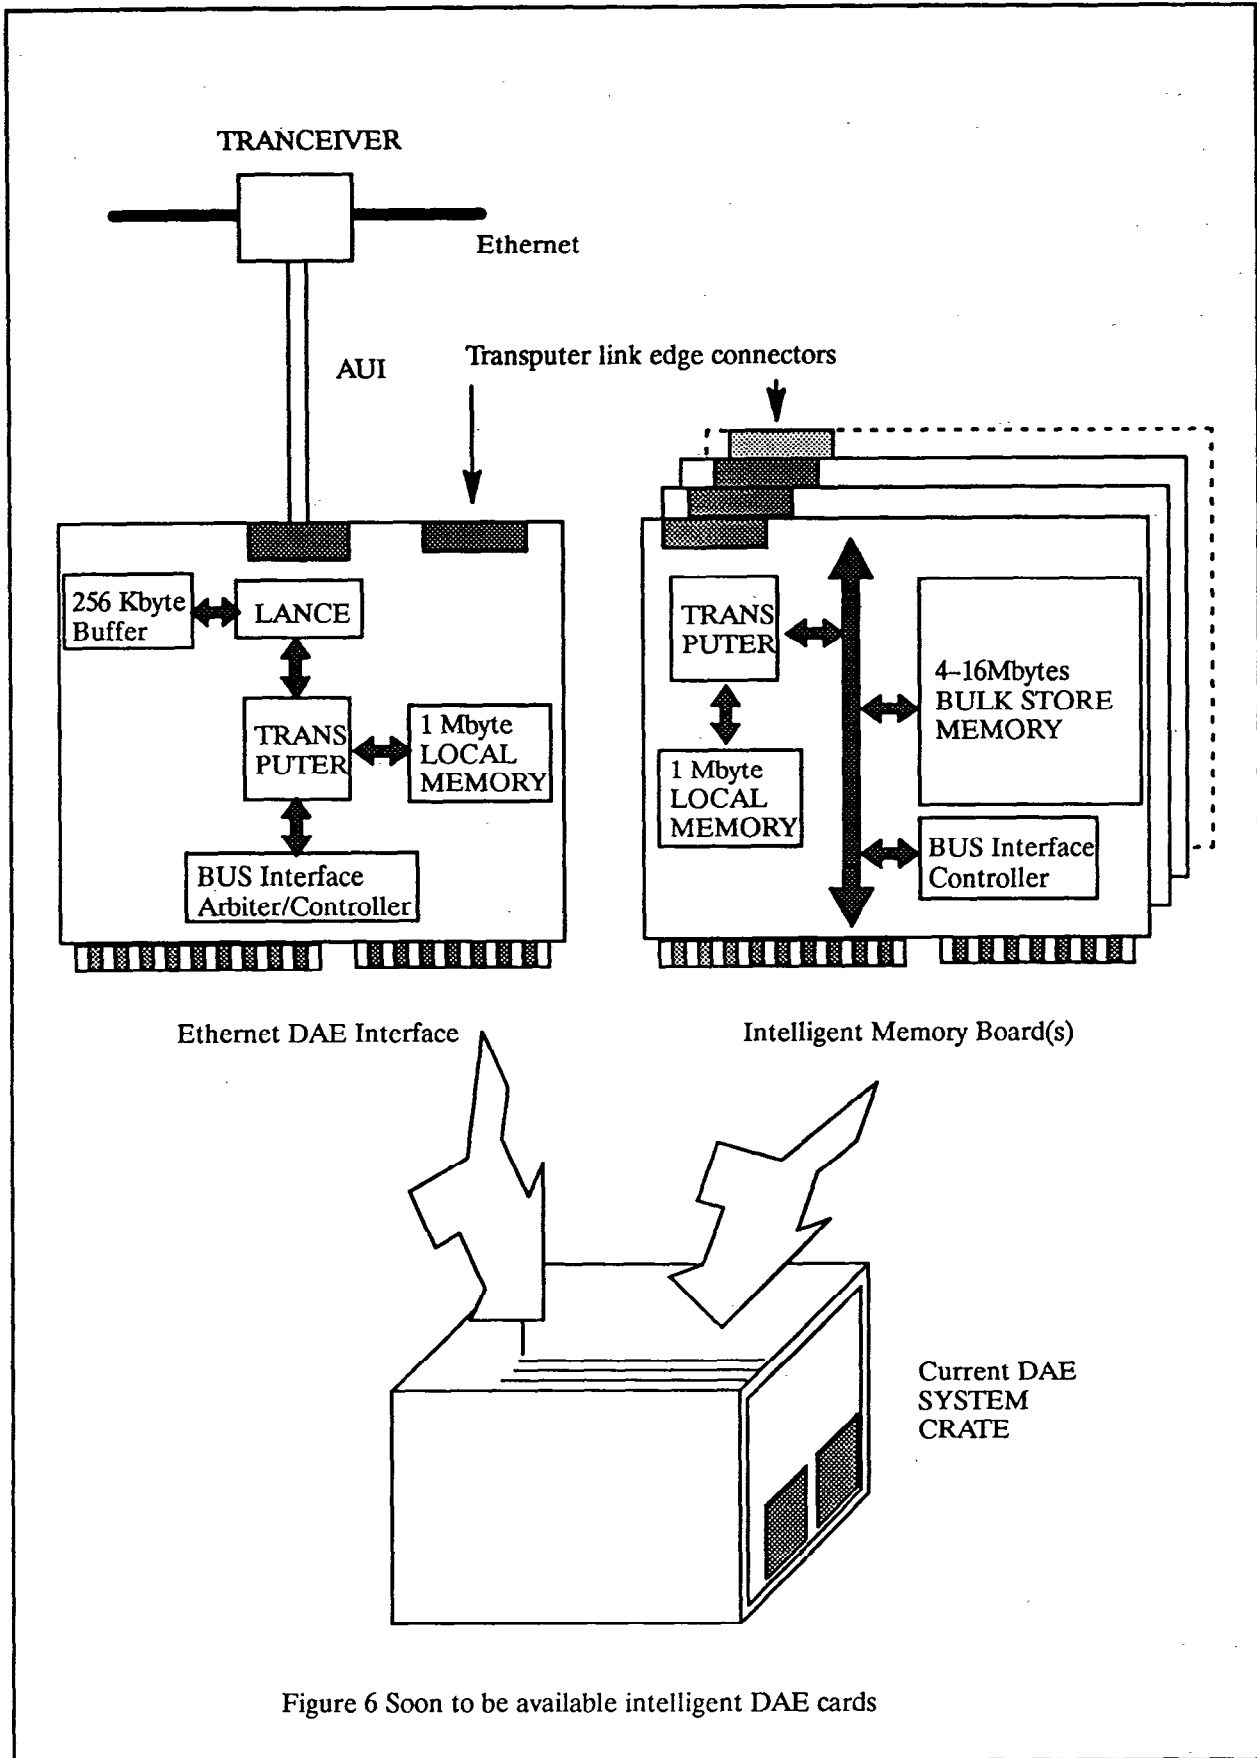 TRANCEIVER
Ethernet
AUI
Transputer link edge connectors
256 Kbyte
Buffer
LANCE
TRANS
PUTER
1 Mbyte
LOCAL
MEMORY
BUS Interface
Arbiter/Controller
TRANS
PUTER
1 Mbyte
LOCAL
MEMORY
4-16Mbytes
BULK STORE
MEMORY
BUS Interface
Controller
Ethernet DAE Interface
Intelligent Memory Board(s)
Current DAE
SYSTEM
CRATE
Figure 6 Soon to be available intelligent DAE cards